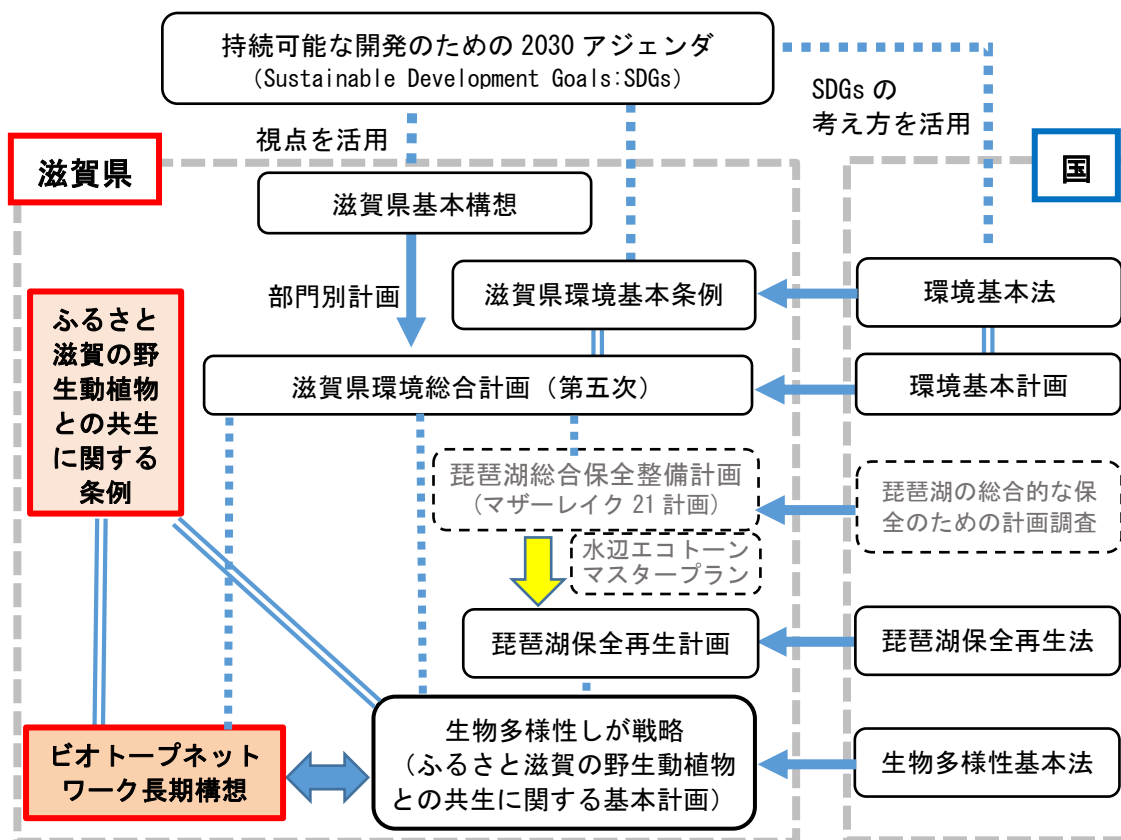 持続可能な開発のための 2030 アジェンダ
(Sustainable Development Goals:SDGs)
SDGs の
考え方を活用
視点を活用
滋賀県
国
滋賀県基本構想
部門別計画
滋賀県環境基本条例
環境基本法
ふるさと
滋賀の野
生動植物
との共生
に関する
条例
滋賀県環境総合計画（第五次）
環境基本計画
琵琶湖総合保全整備計画
(マザーレイク 21 計画)
琵琶湖の総合的な保
全のための計画調査
水辺エコトーン
マスタープラン
琵琶湖保全再生計画
琵琶湖保全再生法
ビオトープネット
ワーク長期構想
生物多様性しが戦略
（ふるさと滋賀の野生動植物
との共生に関する基本計画）
生物多様性基本法